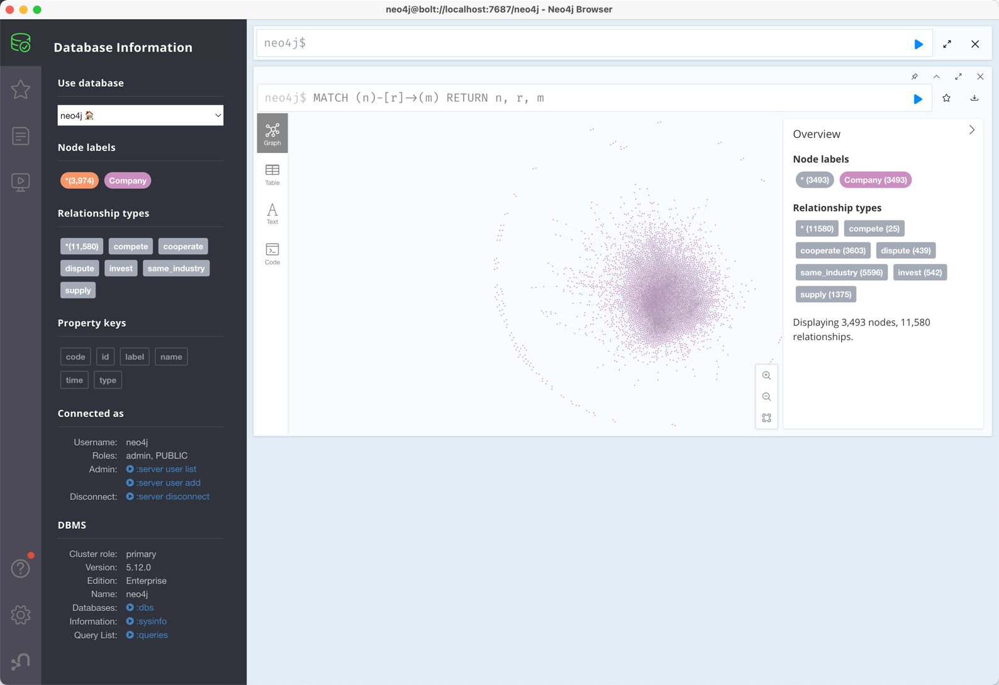 neo4j@bolt://localhost:7687/neo4j - Neo4j Browser
Database Information
Use database
neo4j
Node labels
*(3,974) Company
Relationship types
*(11,580) compete cooperate
dispute invest same_industry
supply
Property keys
code id label name
time type
Connected as
Username: neo4j
Roles: admin, PUBLIC
Admin: :server user list
:server user add
Disconnect: :server disconnect
DBMS
Cluster role: primary
Version: 5.12.0
Edition: Enterprise
Name: neo4j
Databases: :dbs
Information: :sysinfo
Query List: :queries
neo4j$
neo4j$ MATCH (n)-[r]->(m) RETURN n, r, m
Graph
Table
Text
Code
Overview
Node labels
* (3493) Company (3493)
Relationship types
* (11580) compete (25)
cooperate (3603) dispute (439)
same_industry (5596) invest (542)
supply (1375)
Displaying 3,493 nodes, 11,580
relationships.